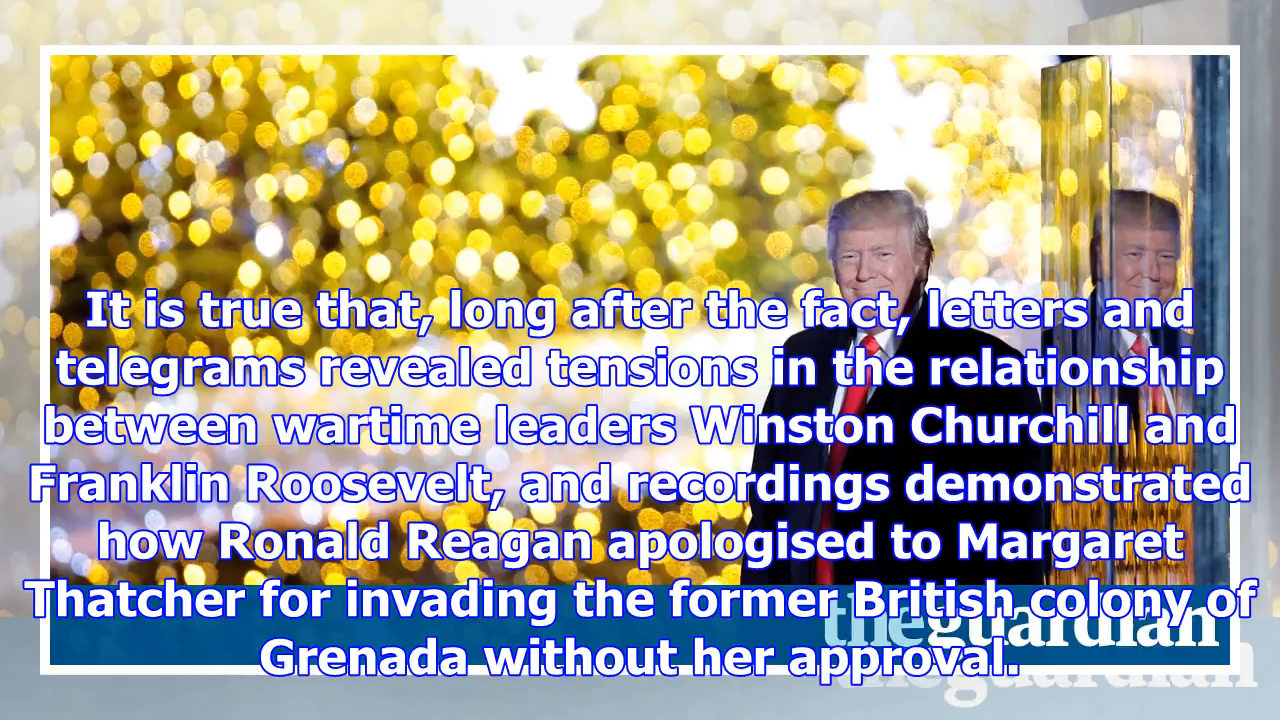 It is true that, long after the fact, letters and
telegrams revealed tensions in the relationship
between wartime leaders Winston Churchill and
Franklin Roosevelt, and recordings demonstrated
how Ronald Reagan apologised to Margaret
Thatcher for invading the former British colony of
Grenada without her approval.
theguardian
theguardian